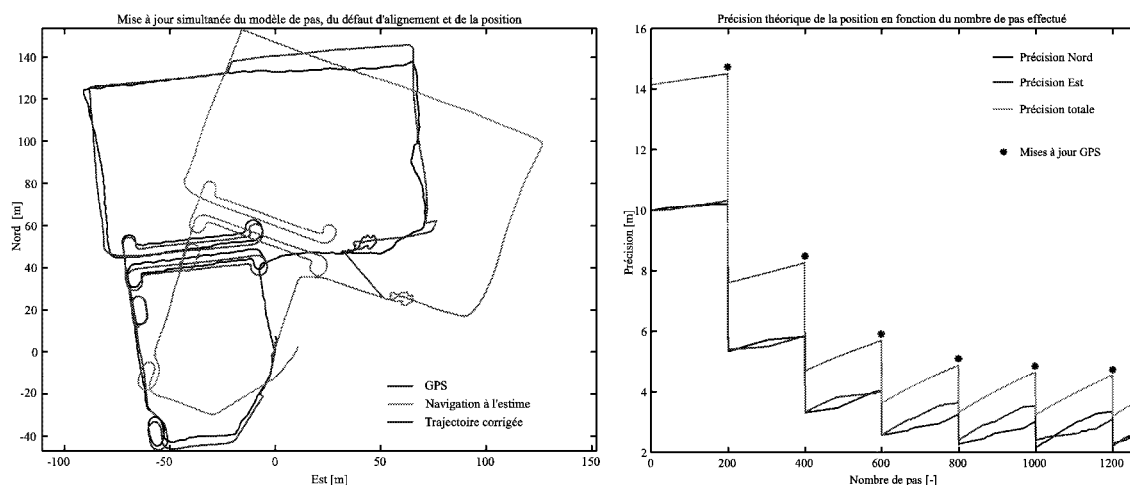 Mise à jour simultanée du modèle de pas, du défaut d'alignement et de la position
140
120
100
80
60
40
20
0
-20
-40
Nord [m]
-100
-50
0
50
100
150
Est [m]
GPS
Navigation à l'estime
Trajectoire corrigée
Précision théorique de la position en fonction du nombre de pas effectué
16
14
12
10
8
6
4
2
Précision [m]
0
200
400
600
800
1000
1200
Nombre de pas [-]
Précision Nord
Précision Est
Précision totale
Mises à jour GPS